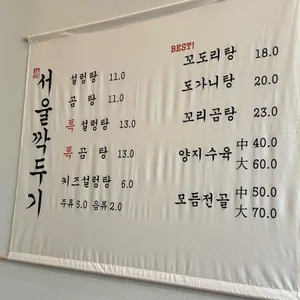 서울깍두기
설렁탕 11.0
곰 탕 11.0
특 설렁탕 13.0
특 곰 탕 13.0
키즈설렁탕 6.0
주류 5.0 음류 2.0
BEST!
꼬도리탕 18.0
도가니탕 20.0
꼬리곰탕 23.0
양지수육 中 40.0
大 60.0
모듬전골 中 50.0
大 70.0